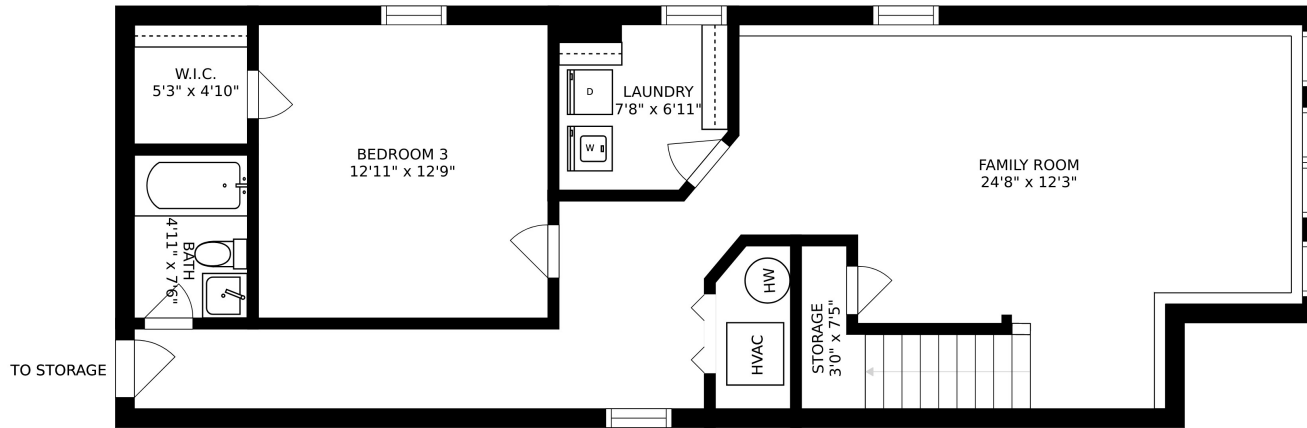 W.I.C.
5'3" x 4'10"
BEDROOM 3
12'11" x 12'9"
D
W
LAUNDRY
7'8" x 6'11"
FAMILY ROOM
24'8" x 12'3"
BATH
4'11" x 7'6"
HW
HVAC
STORAGE
3'0" x 7'5"
TO STORAGE